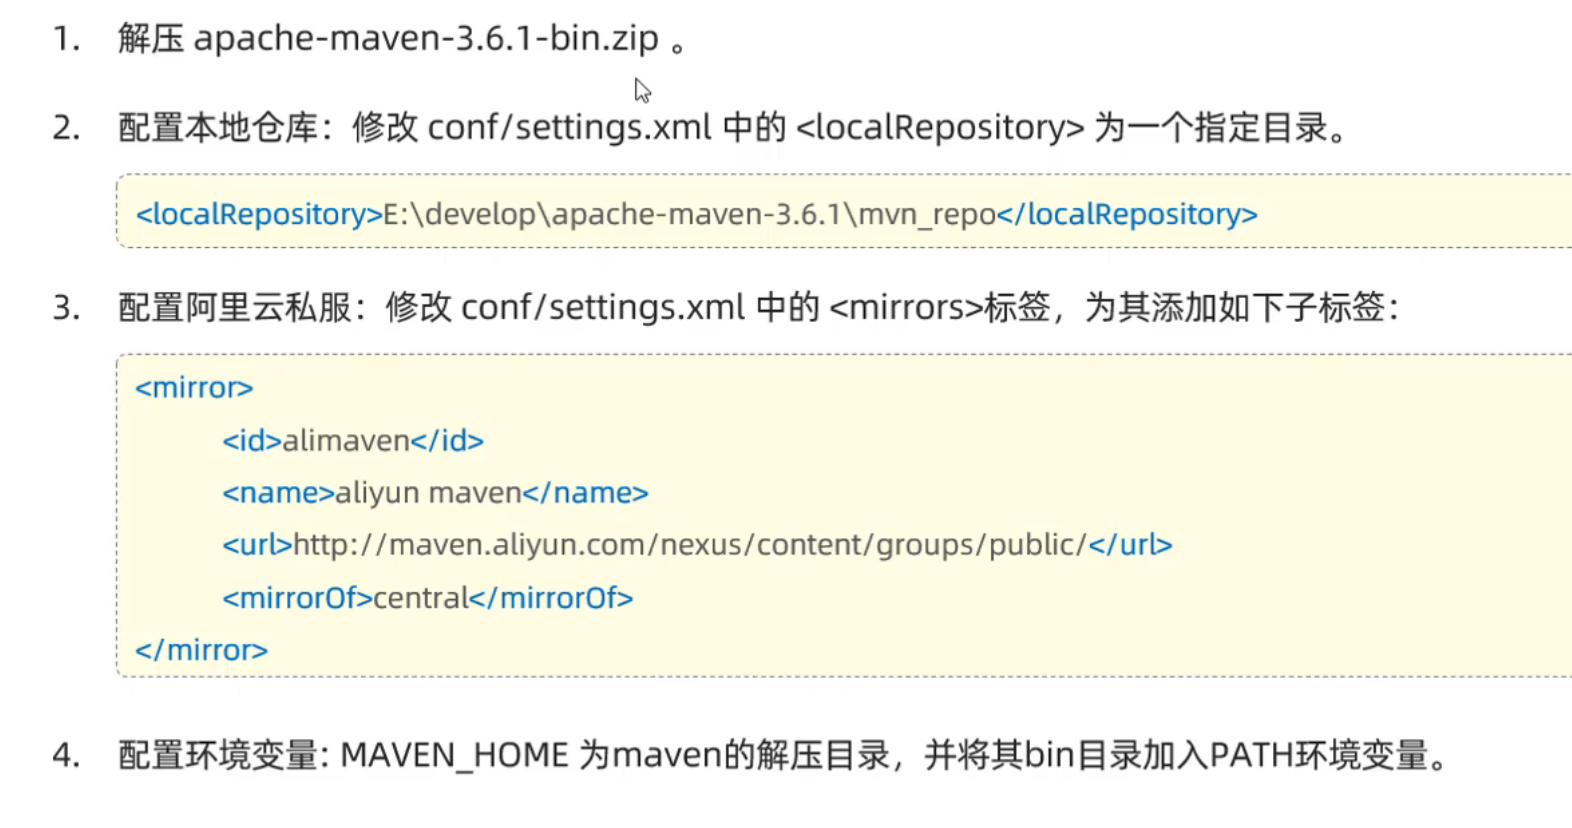 1. 解压 apache-maven-3.6.1-bin.zip 。
2. 配置本地仓库：修改 conf/settings.xml 中的 <localRepository> 为一个指定目录。
<localRepository>E:\develop\apache-maven-3.6.1\mvn_repo</localRepository>
3. 配置阿里云私服：修改 conf/settings.xml 中的 <mirrors>标签，为其添加如下子标签：
<mirror>
<id>alimaven</id>
<name>aliyun maven</name>
<url>http://maven.aliyun.com/nexus/content/groups/public/</url>
<mirrorOf>central</mirrorOf>
</mirror>
4. 配置环境变量: MAVEN_HOME 为maven的解压目录，并将其bin目录加入PATH环境变量。